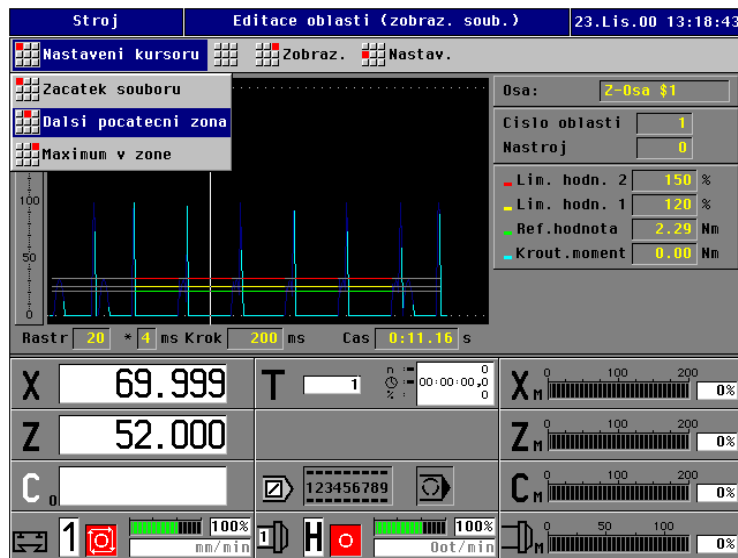 Stroj Editace oblasti (zobraz. soub.) 23.Lis.00 13:18:43
Nastaveni kursoru Zobraz. Nastav.
Zacatek souboru
Dalsi pocatecni zona
Maximum v zone
100
50
0
Osa: Z-Osa $1
Cislo oblasti 1
Nastroj 0
Lim. hodn. 2 150 %
Lim. hodn. 1 120 %
Ref.hodnota 2.29 Nm
Krout.moment 0.00 Nm
Rastr 20 * 4 ms Krok 200 ms Cas 0:11.16 s
X 69.999 T 1 n := 0
:= 00:00:00,0
% : 0
X M 0 100 200 0%
Z 52.000 Z M 0 100 200 0%
C 0 123456789 C M 0 100 200 0%
1 100% mm/min 1 H 100% Oot/min M 0 50 100 0%